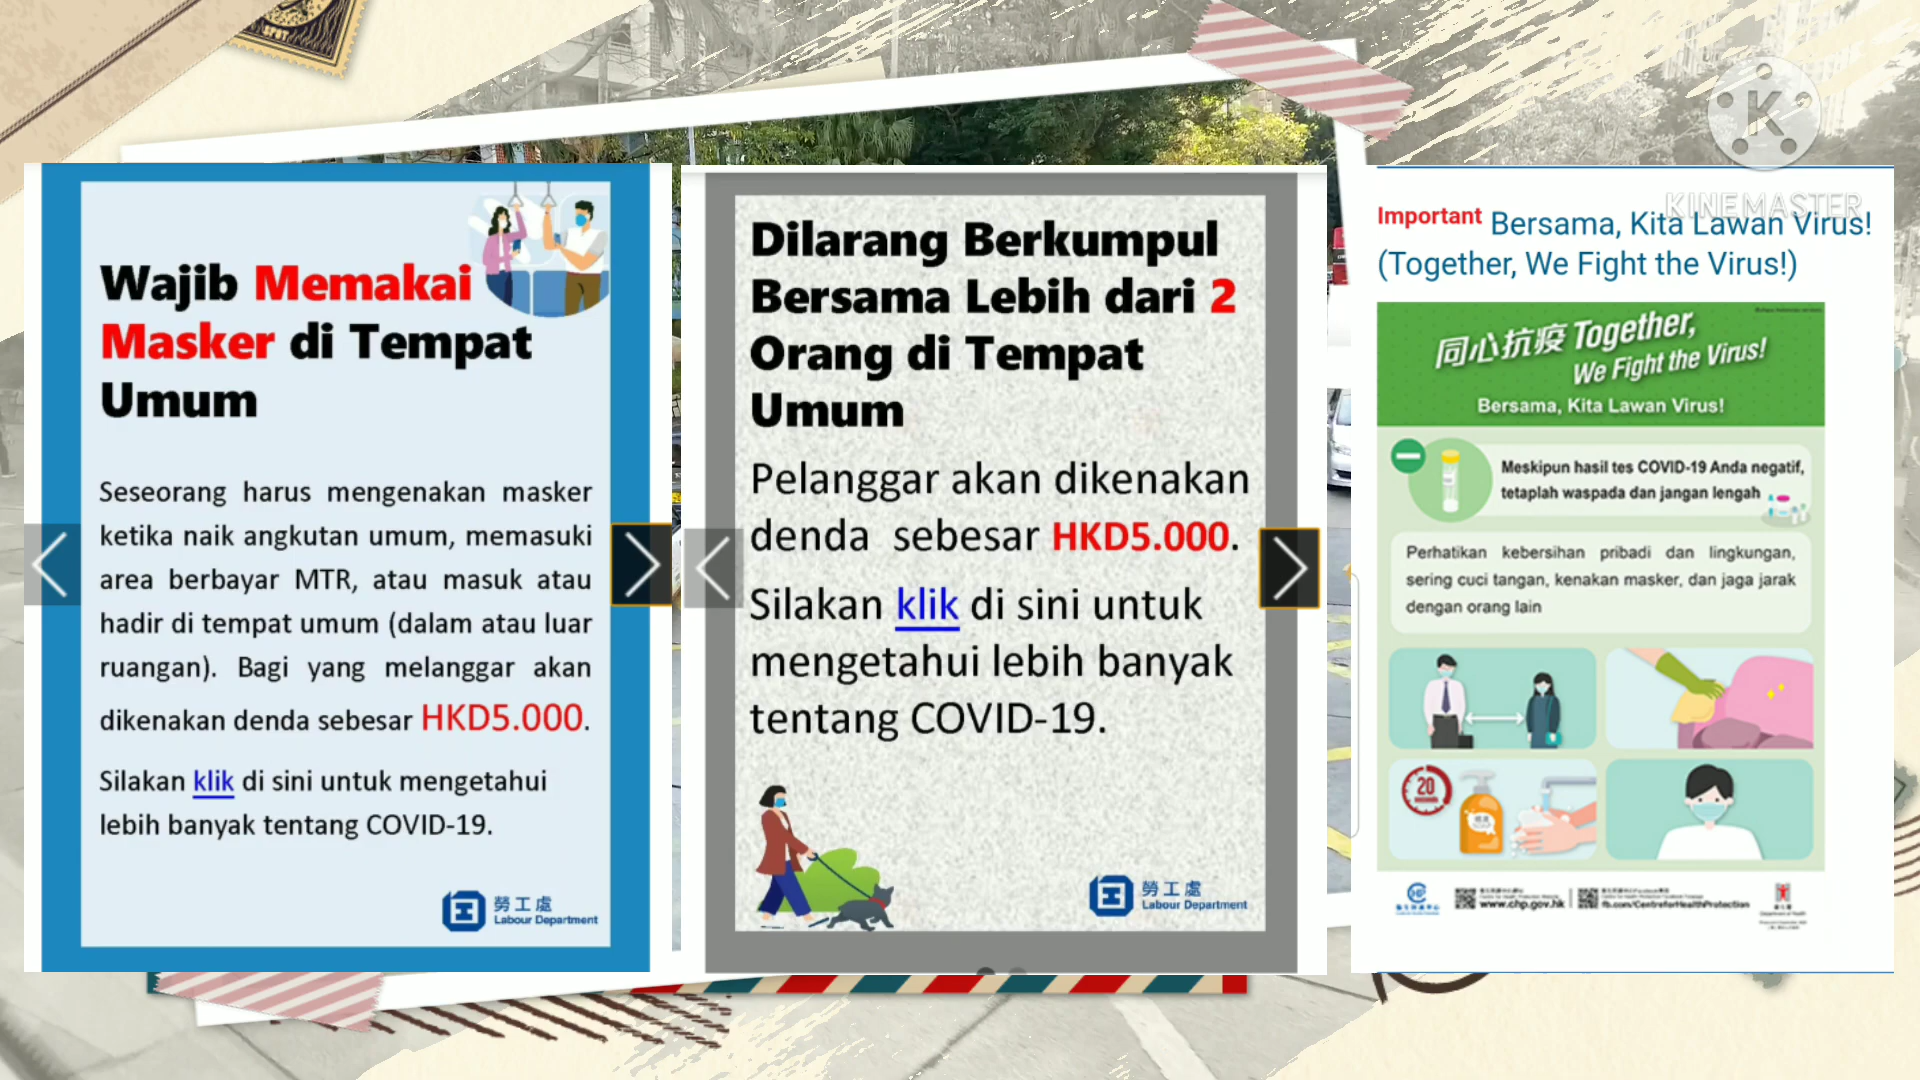 Wajib Memakai
Masker di Tempat
Umum
Seseorang harus mengenakan masker
ketika naik angkutan umum, memasuki
area berbayar MTR, atau masuk atau
hadir di tempat umum (dalam atau luar
ruangan). Bagi yang melanggar akan
dikenakan denda sebesar HKD5.000.
Silakan klik di sini untuk mengetahui
lebih banyak tentang COVID-19.
勞工處
Labour Department
Dilarang Berkumpul
Bersama Lebih dari 2
Orang di Tempat
Umum
Pelanggar akan dikenakan
denda sebesar HKD5.000.
Silakan klik di sini untuk
mengetahui lebih banyak
tentang COVID-19.
勞工處
Labour Department
K
KINEMASTER
Important Bersama, Kita Lawan Virus!
(Together, We Fight the Virus!)
同心抗疫 Together,
We Fight the Virus!
Bersama, Kita Lawan Virus!
Meskipun hasil tes COVID-19 Anda negatif,
tetaplah waspada dan jangan lengah
Perhatikan kebersihan pribadi dan lingkungan,
sering cuci tangan, kenakan masker, dan jaga jarak
dengan orang lain
20
seconds
www.chp.gov.hk
fb.com/CentreforHealthProtection
Department of Health